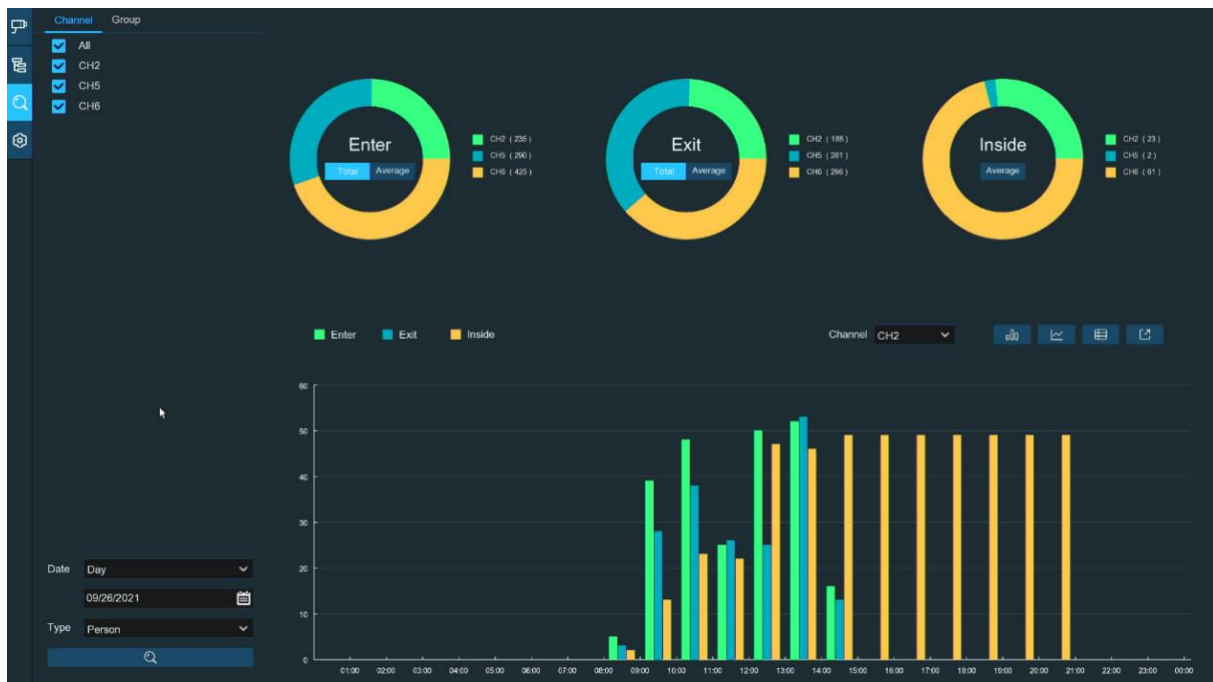 Channel Group
All
CH2
CH5
CH6
Enter
Total Average
CH2 ( 235 )
CH5 ( 290 )
CH6 ( 425 )
Exit
Total Average
CH2 ( 186 )
CH5 ( 281 )
CH6 ( 296 )
Inside
Average
CH2 ( 23 )
CH5 ( 2 )
CH6 ( 61 )
Enter Exit Inside
Channel CH2
60
50
40
30
20
10
0
01:00 02:00 03:00 04:00 05:00 06:00 07:00 08:00 09:00 10:00 11:00 12:00 13:00 14:00 15:00 16:00 17:00 18:00 19:00 20:00 21:00 22:00 23:00 00:00
Date Day
09/26/2021
Type Person